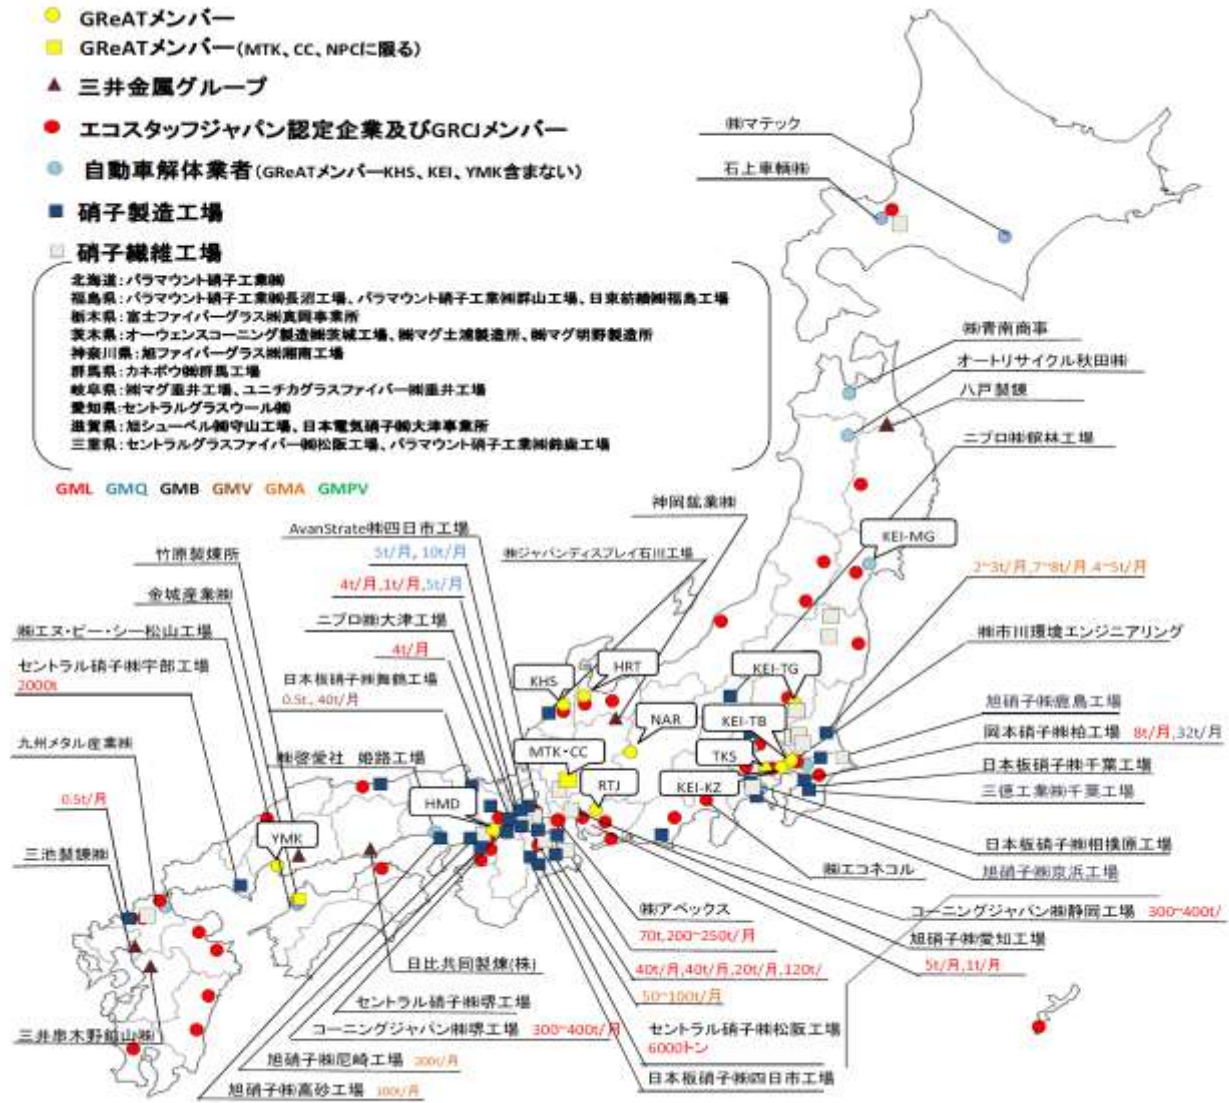 GReATメンバー
GReATメンバー(MTK、CC、NPCに限る)
三井金属グループ
エコスタッフジャパン認定企業及びGRCJメンバー
自動車解体業者(GReATメンバーKHS、KEI、YMK含まない)
硝子製造工場
硝子繊維工場
北海道:パラマウント硝子工業㈱
福島県:パラマウント硝子工業㈱長沼工場、パラマウント硝子工業㈱郡山工場、日東紡績㈱福島工場
栃木県:富士ファイバーグラス㈱真岡事業所
茨木県:オーウェンスコーニング製造㈱茨城工場、㈱マグ土浦製造所、㈱マグ明野製造所
神奈川県:旭ファイバーグラス㈱湘南工場
群馬県:カネボウ㈱群馬工場
岐阜県:㈱マグ垂井工場、ユニチカグラスファイバー㈱垂井工場
愛知県:セントラルグラスウール㈱
滋賀県:旭シューベル㈱守山工場、日本電気硝子㈱大津事業所
三重県:セントラルグラスファイバー㈱松阪工場、パラマウント硝子工業㈱鈴鹿工場
GML GMQ GMB GMV GMA GMPV
㈱マテック
石上車輌㈱
㈱青南商事
オートリサイクル秋田㈱
八戸製錬
ニプロ㈱館林工場
神岡鉱業㈱
AvanStrate㈱四日市工場
5t/月, 10t/月
㈱ジャパンディスプレイ石川工場
竹原製煉所
4t/月,1t/月,5t/月
金城産業㈱
ニプロ㈱大津工場
㈱エヌ・ピー・シー松山工場
4t/月
セントラル硝子㈱宇部工場
2000t
日本板硝子㈱舞鶴工場
0.5t, 40t/月
九州メタル産業㈱
㈱啓愛社 姫路工場
0.5t/月
三池製錬㈱
KEI-MG
2~3t/月,7~8t/月.4~5t/月
㈱市川環境エンジニアリング
KHS
HRT
KEI-TG
NAR
KEI-TB
MTK・CC
TKS
RTJ
KEI-KZ
HMD
YMK
旭硝子㈱鹿島工場
岡本硝子㈱柏工場 8t/月,32t/月
日本板硝子㈱千葉工場
三徳工業㈱千葉工場
日本板硝子㈱相模原工場
旭硝子㈱京浜工場
㈱エコネコル
コーニングジャパン㈱静岡工場 300~400t/
旭硝子㈱愛知工場
5t/月,1t/月
㈱アペックス
70t,200~250t/月
40t/月,40t/月,20t/月,120t/
50~100t/月
日比共同製煉(株)
セントラル硝子㈱堺工場
コーニングジャパン㈱堺工場 300~400t/月
セントラル硝子㈱松阪工場
6000トン
日本板硝子㈱四日市工場
三井串木野鉱山㈱
旭硝子㈱尼崎工場 200t/月
旭硝子㈱高砂工場 100t/月